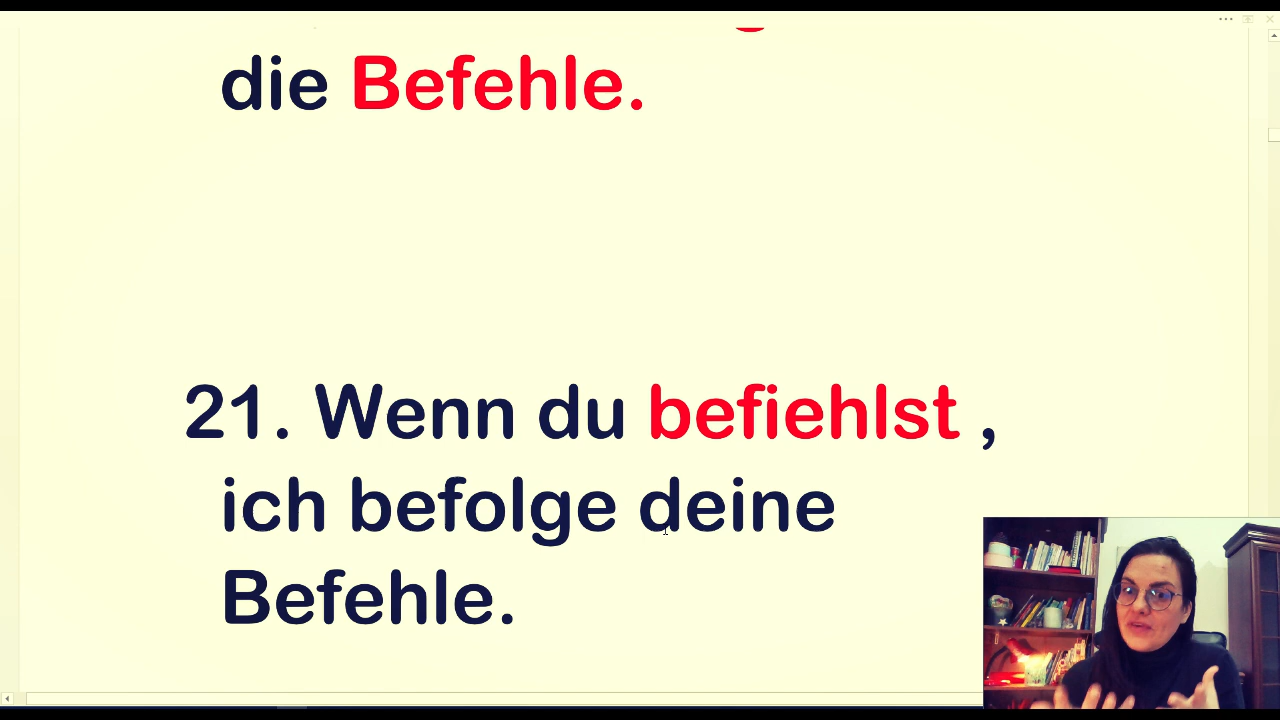 die Befehle.
21. Wenn du befiehlst ,
ich befolge deine
Befehle.